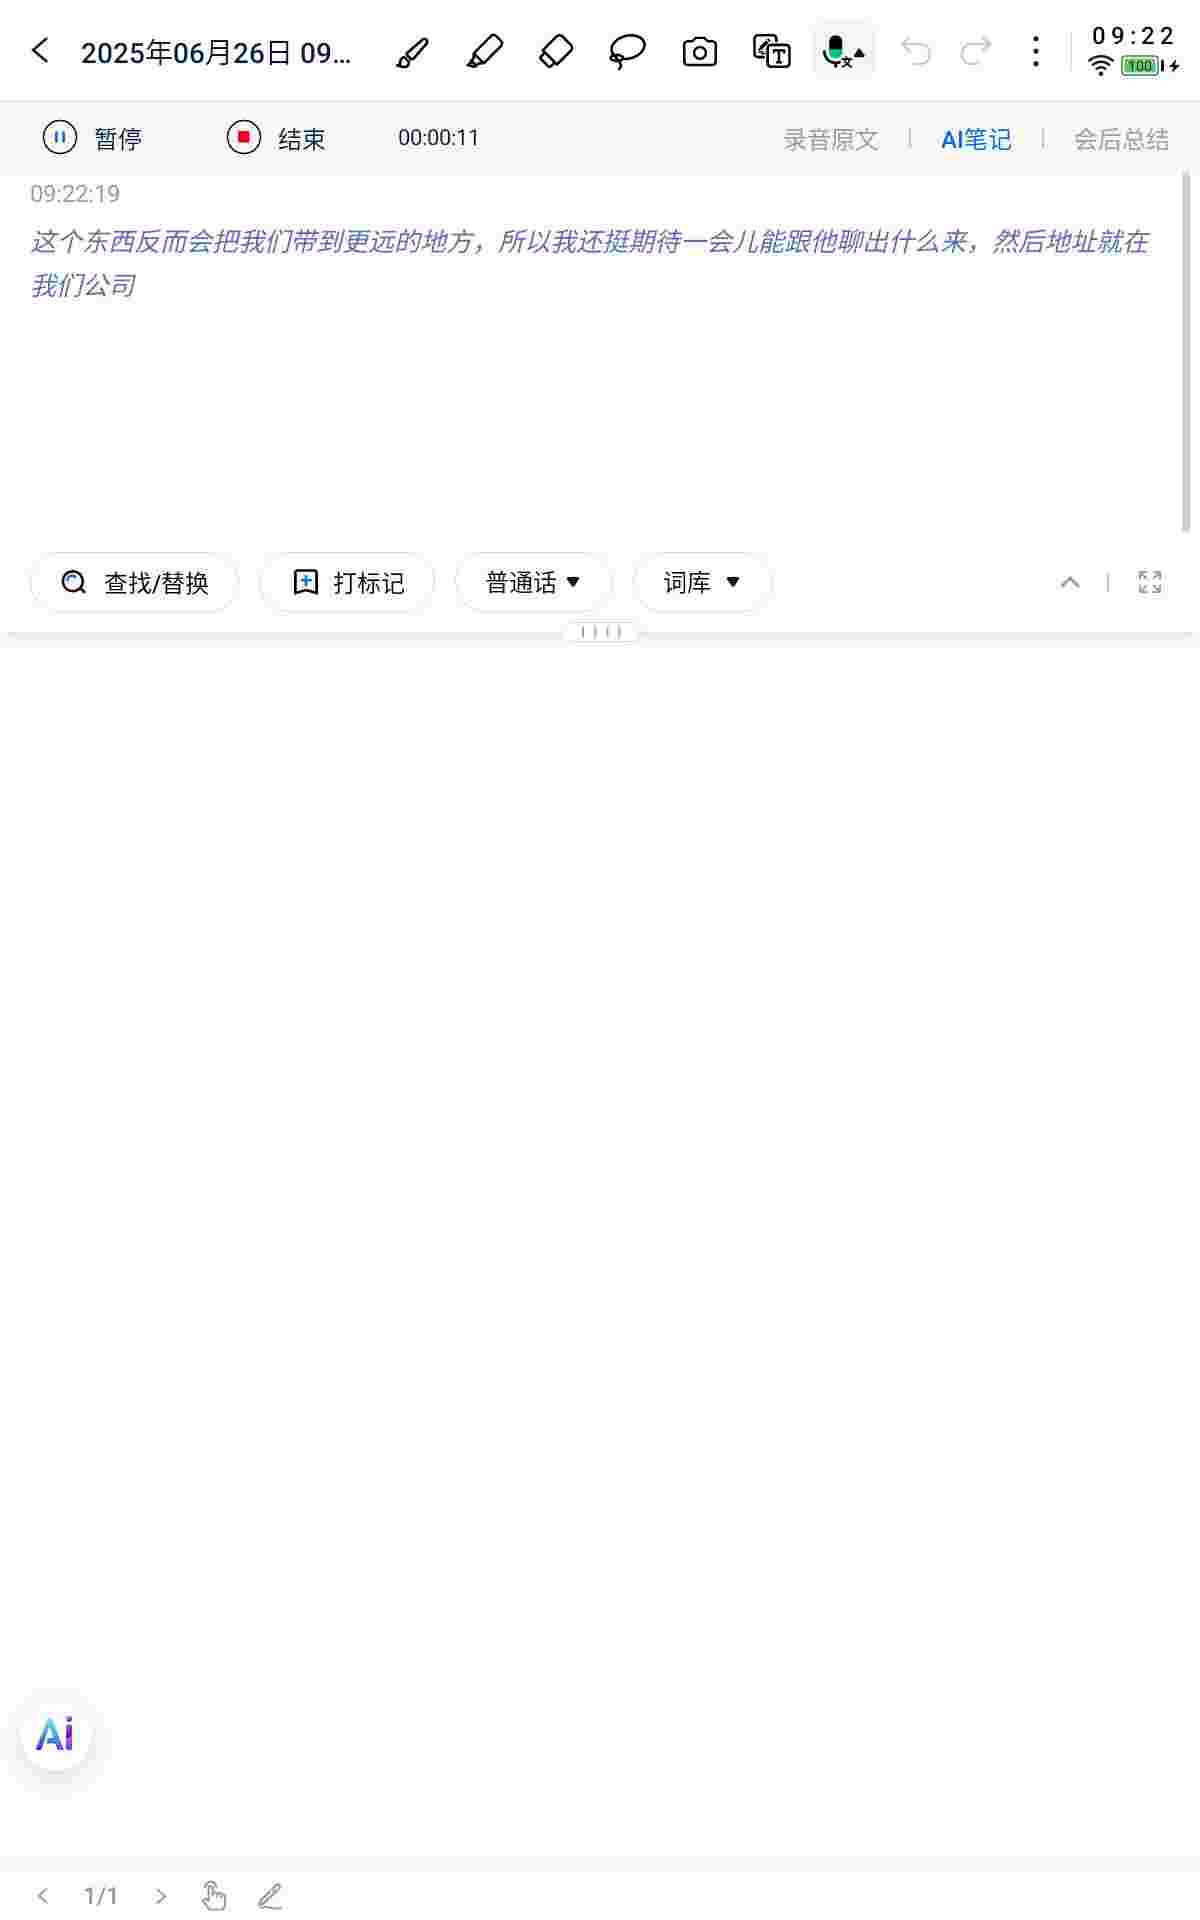 2025年06月26日 09...
09:22
100
暂停
结束
00:00:11
录音原文
AI笔记
会后总结
09:22:19
这个东西反而会把我们带到更远的地方，所以我还挺期待一会儿能跟他聊出什么来，然后地址就在
我们公司
查找/替换
打标记
普通话
词库
Ai
1/1